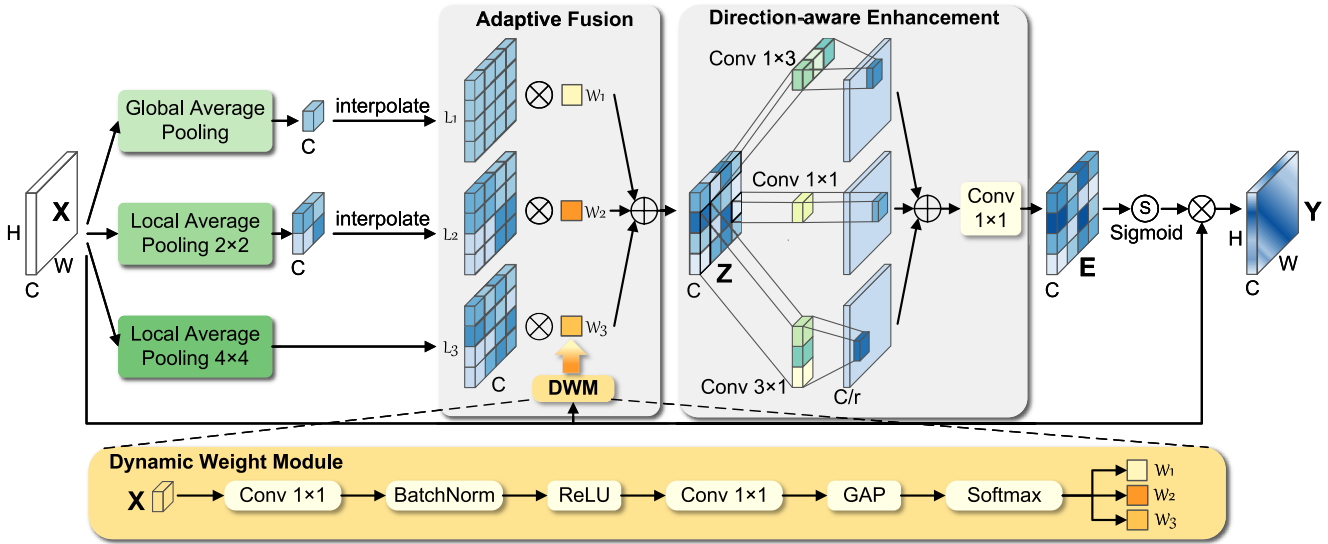 Adaptive Fusion
Direction-aware Enhancement
Global Average
Pooling
C
interpolate
L1
W1
Conv 1×3
X
H
W
C
Local Average
Pooling 2×2
C
interpolate
L2
W2
Z
C
Conv 1×1
Conv
1×1
E
C
S
Sigmoid
H
W
C
Y
Local Average
Pooling 4×4
L3
C
W3
DWM
Conv 3×1
C/r
Dynamic Weight Module
X
Conv 1×1
BatchNorm
ReLU
Conv 1×1
GAP
Softmax
W1
W2
W3